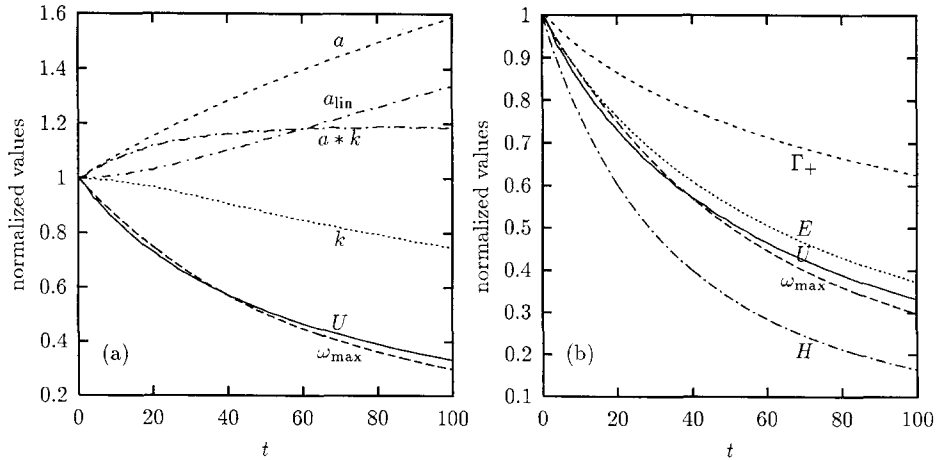 1.6
1.4
1.2
1
0.8
0.6
0.4
0.2
normalized values
a
a_lin
a * k
k
U
ω_max
(a)
0
20
40
60
80
100
t
1
0.9
0.8
0.7
0.6
0.5
0.4
0.3
0.2
0.1
normalized values
Γ_+
E
U
ω_max
H
(b)
0
20
40
60
80
100
t